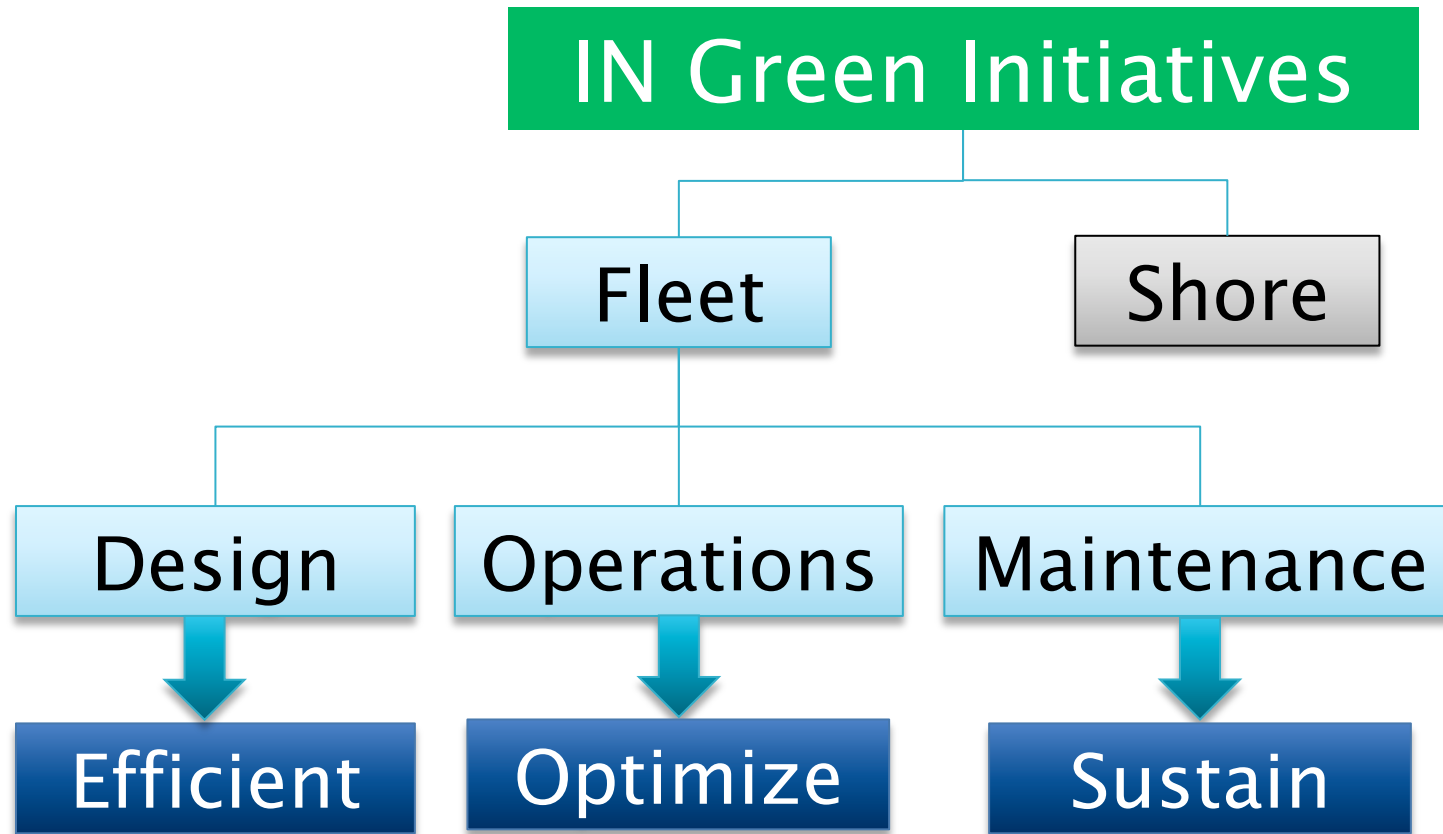 IN Green Initiatives
Fleet
Shore
Design
Operations
Maintenance
Efficient
Optimize
Sustain